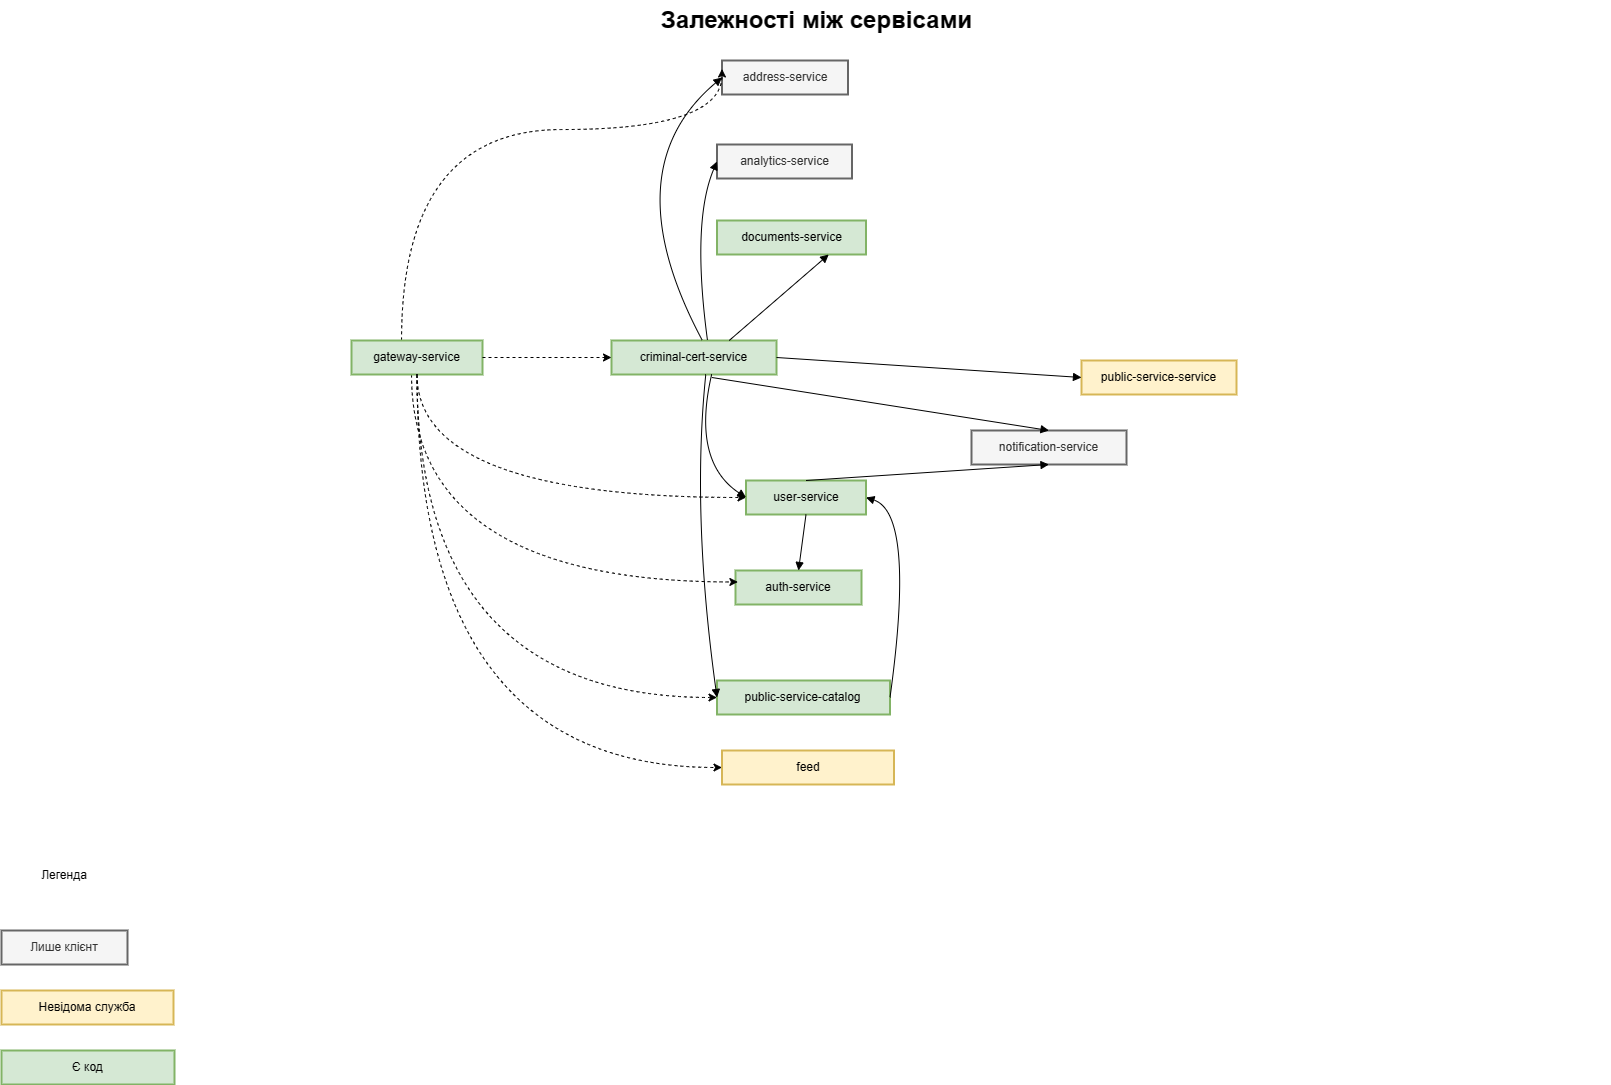 Залежності між сервісами
address-service
analytics-service
documents-service
gateway-service
criminal-cert-service
public-service-service
notification-service
user-service
auth-service
public-service-catalog
feed
Легенда
Лише клієнт
Невідома служба
Є код